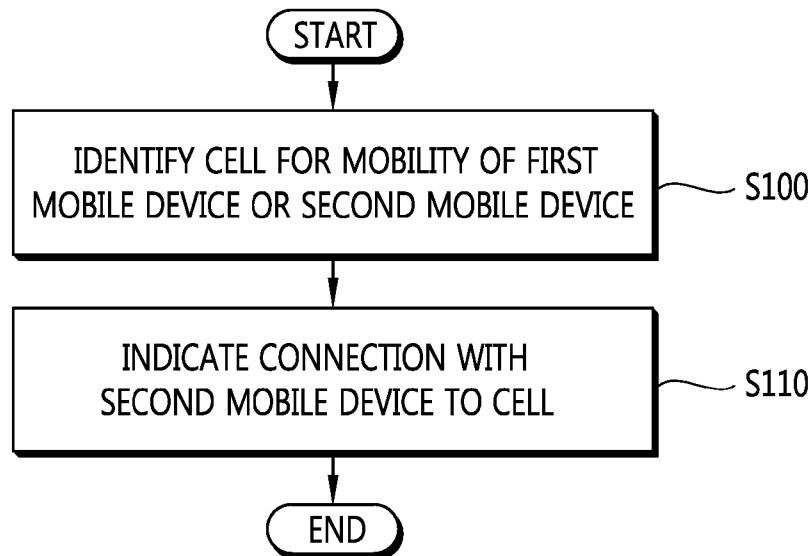 START
IDENTIFY CELL FOR MOBILITY OF FIRST
MOBILE DEVICE OR SECOND MOBILE DEVICE
S100
INDICATE CONNECTION WITH
SECOND MOBILE DEVICE TO CELL
S110
END